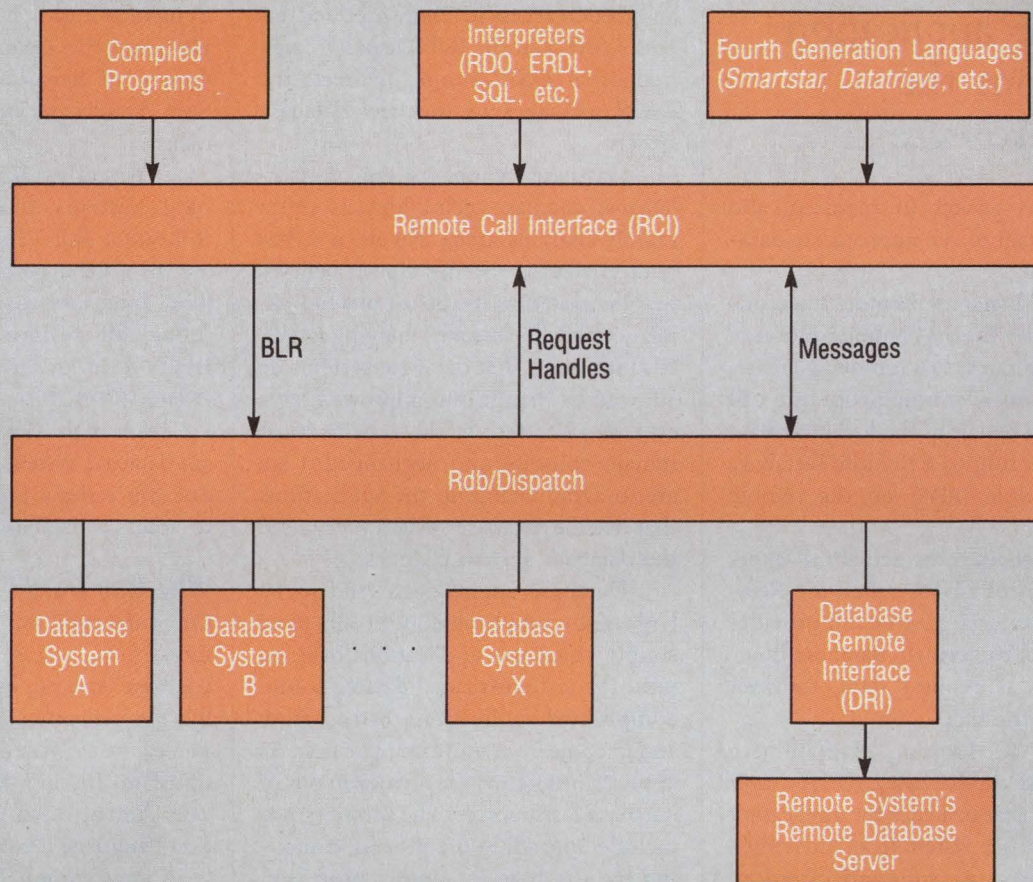 Compiled
Programs
Interpreters
(RDO, ERDL,
SQL, etc.)
Fourth Generation Languages
(Smartstar, Datatrieve, etc.)
Remote Call Interface (RCI)
BLR
Request
Handles
Messages
Rdb/Dispatch
Database
System
A
Database
System
B
. . .
Database
System
X
Database
Remote
Interface
(DRI)
Remote System's
Remote Database
Server